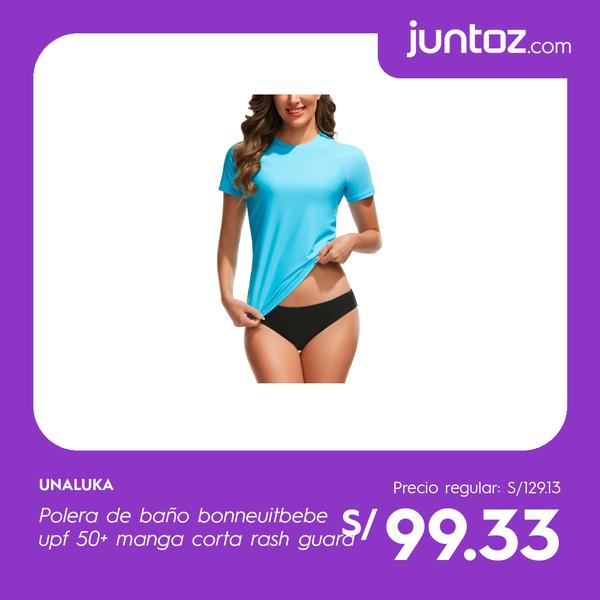 juntoz.com
UNALUKA
Polera de baño bonneuitbebe
upf 50+ manga corta rash guard
Precio regular: S/129.13
S/ 99.33